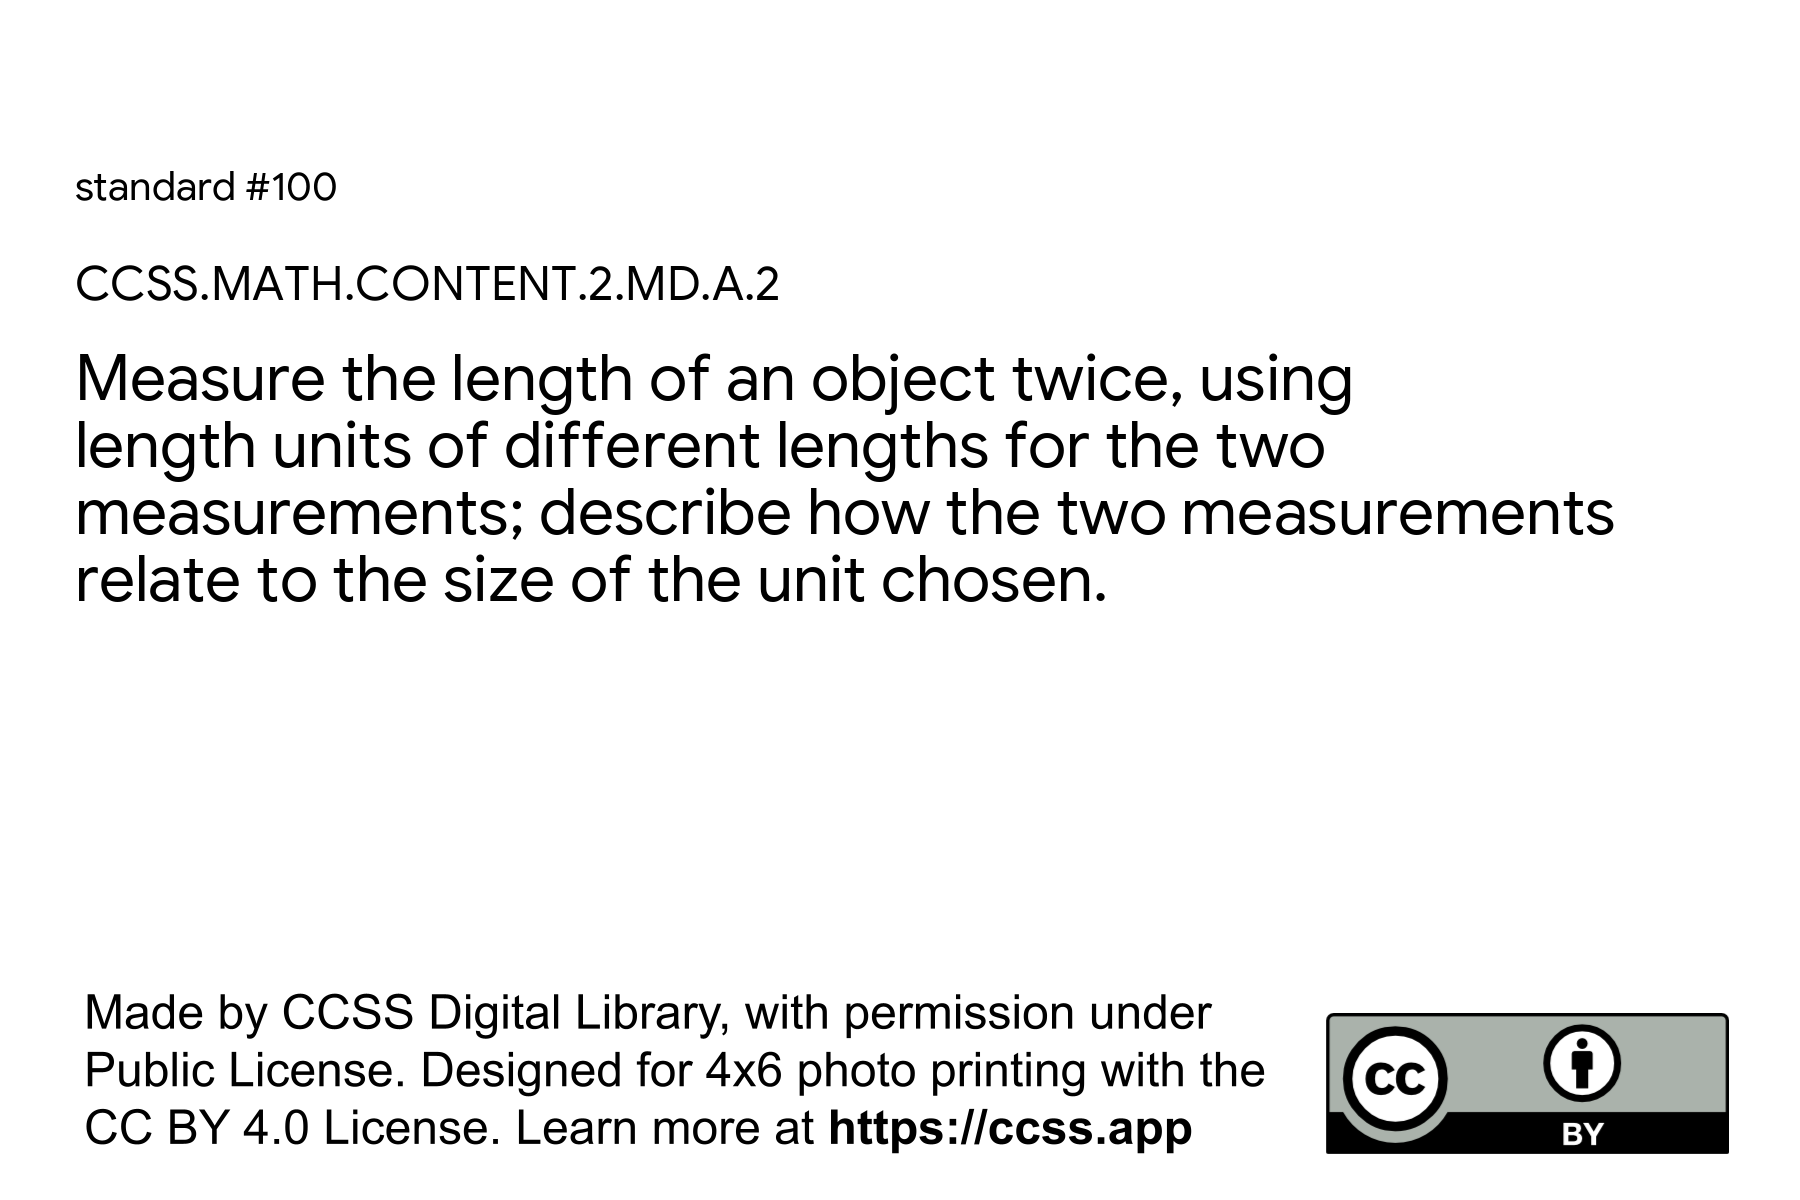 standard #100
CCSS.MATH.CONTENT.2.MD.A.2
Measure the length of an object twice, using
length units of different lengths for the two
measurements; describe how the two measurements
relate to the size of the unit chosen.
Made by CCSS Digital Library, with permission under
Public License. Designed for 4x6 photo printing with the
CC BY 4.0 License. Learn more at https://ccss.app
cc
BY